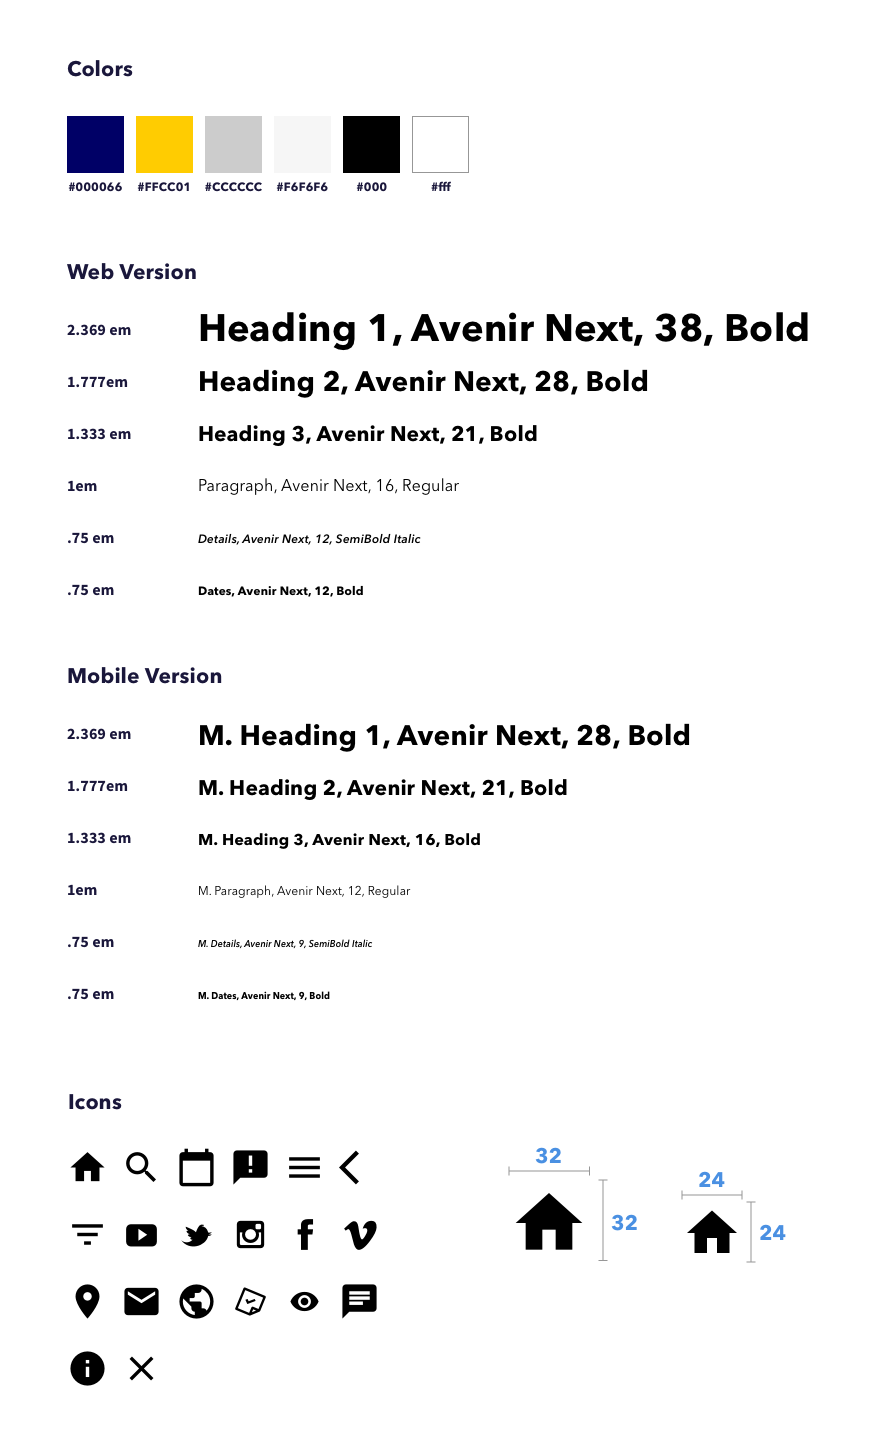 Colors
#000066 #FFCC01 #CCCCCC #F6F6F6 #000 #fff
Web Version
2.369 em Heading 1, Avenir Next, 38, Bold
1.777em Heading 2, Avenir Next, 28, Bold
1.333 em Heading 3, Avenir Next, 21, Bold
1em Paragraph, Avenir Next, 16, Regular
.75 em Details, Avenir Next, 12, SemiBold Italic
.75 em Dates, Avenir Next, 12, Bold
Mobile Version
2.369 em M. Heading 1, Avenir Next, 28, Bold
1.777em M. Heading 2, Avenir Next, 21, Bold
1.333 em M. Heading 3, Avenir Next, 16, Bold
1em M. Paragraph, Avenir Next, 12, Regular
.75 em M. Details, Avenir Next, 9, SemiBold Italic
.75 em M. Dates, Avenir Next, 9, Bold
Icons
32
32
24
24